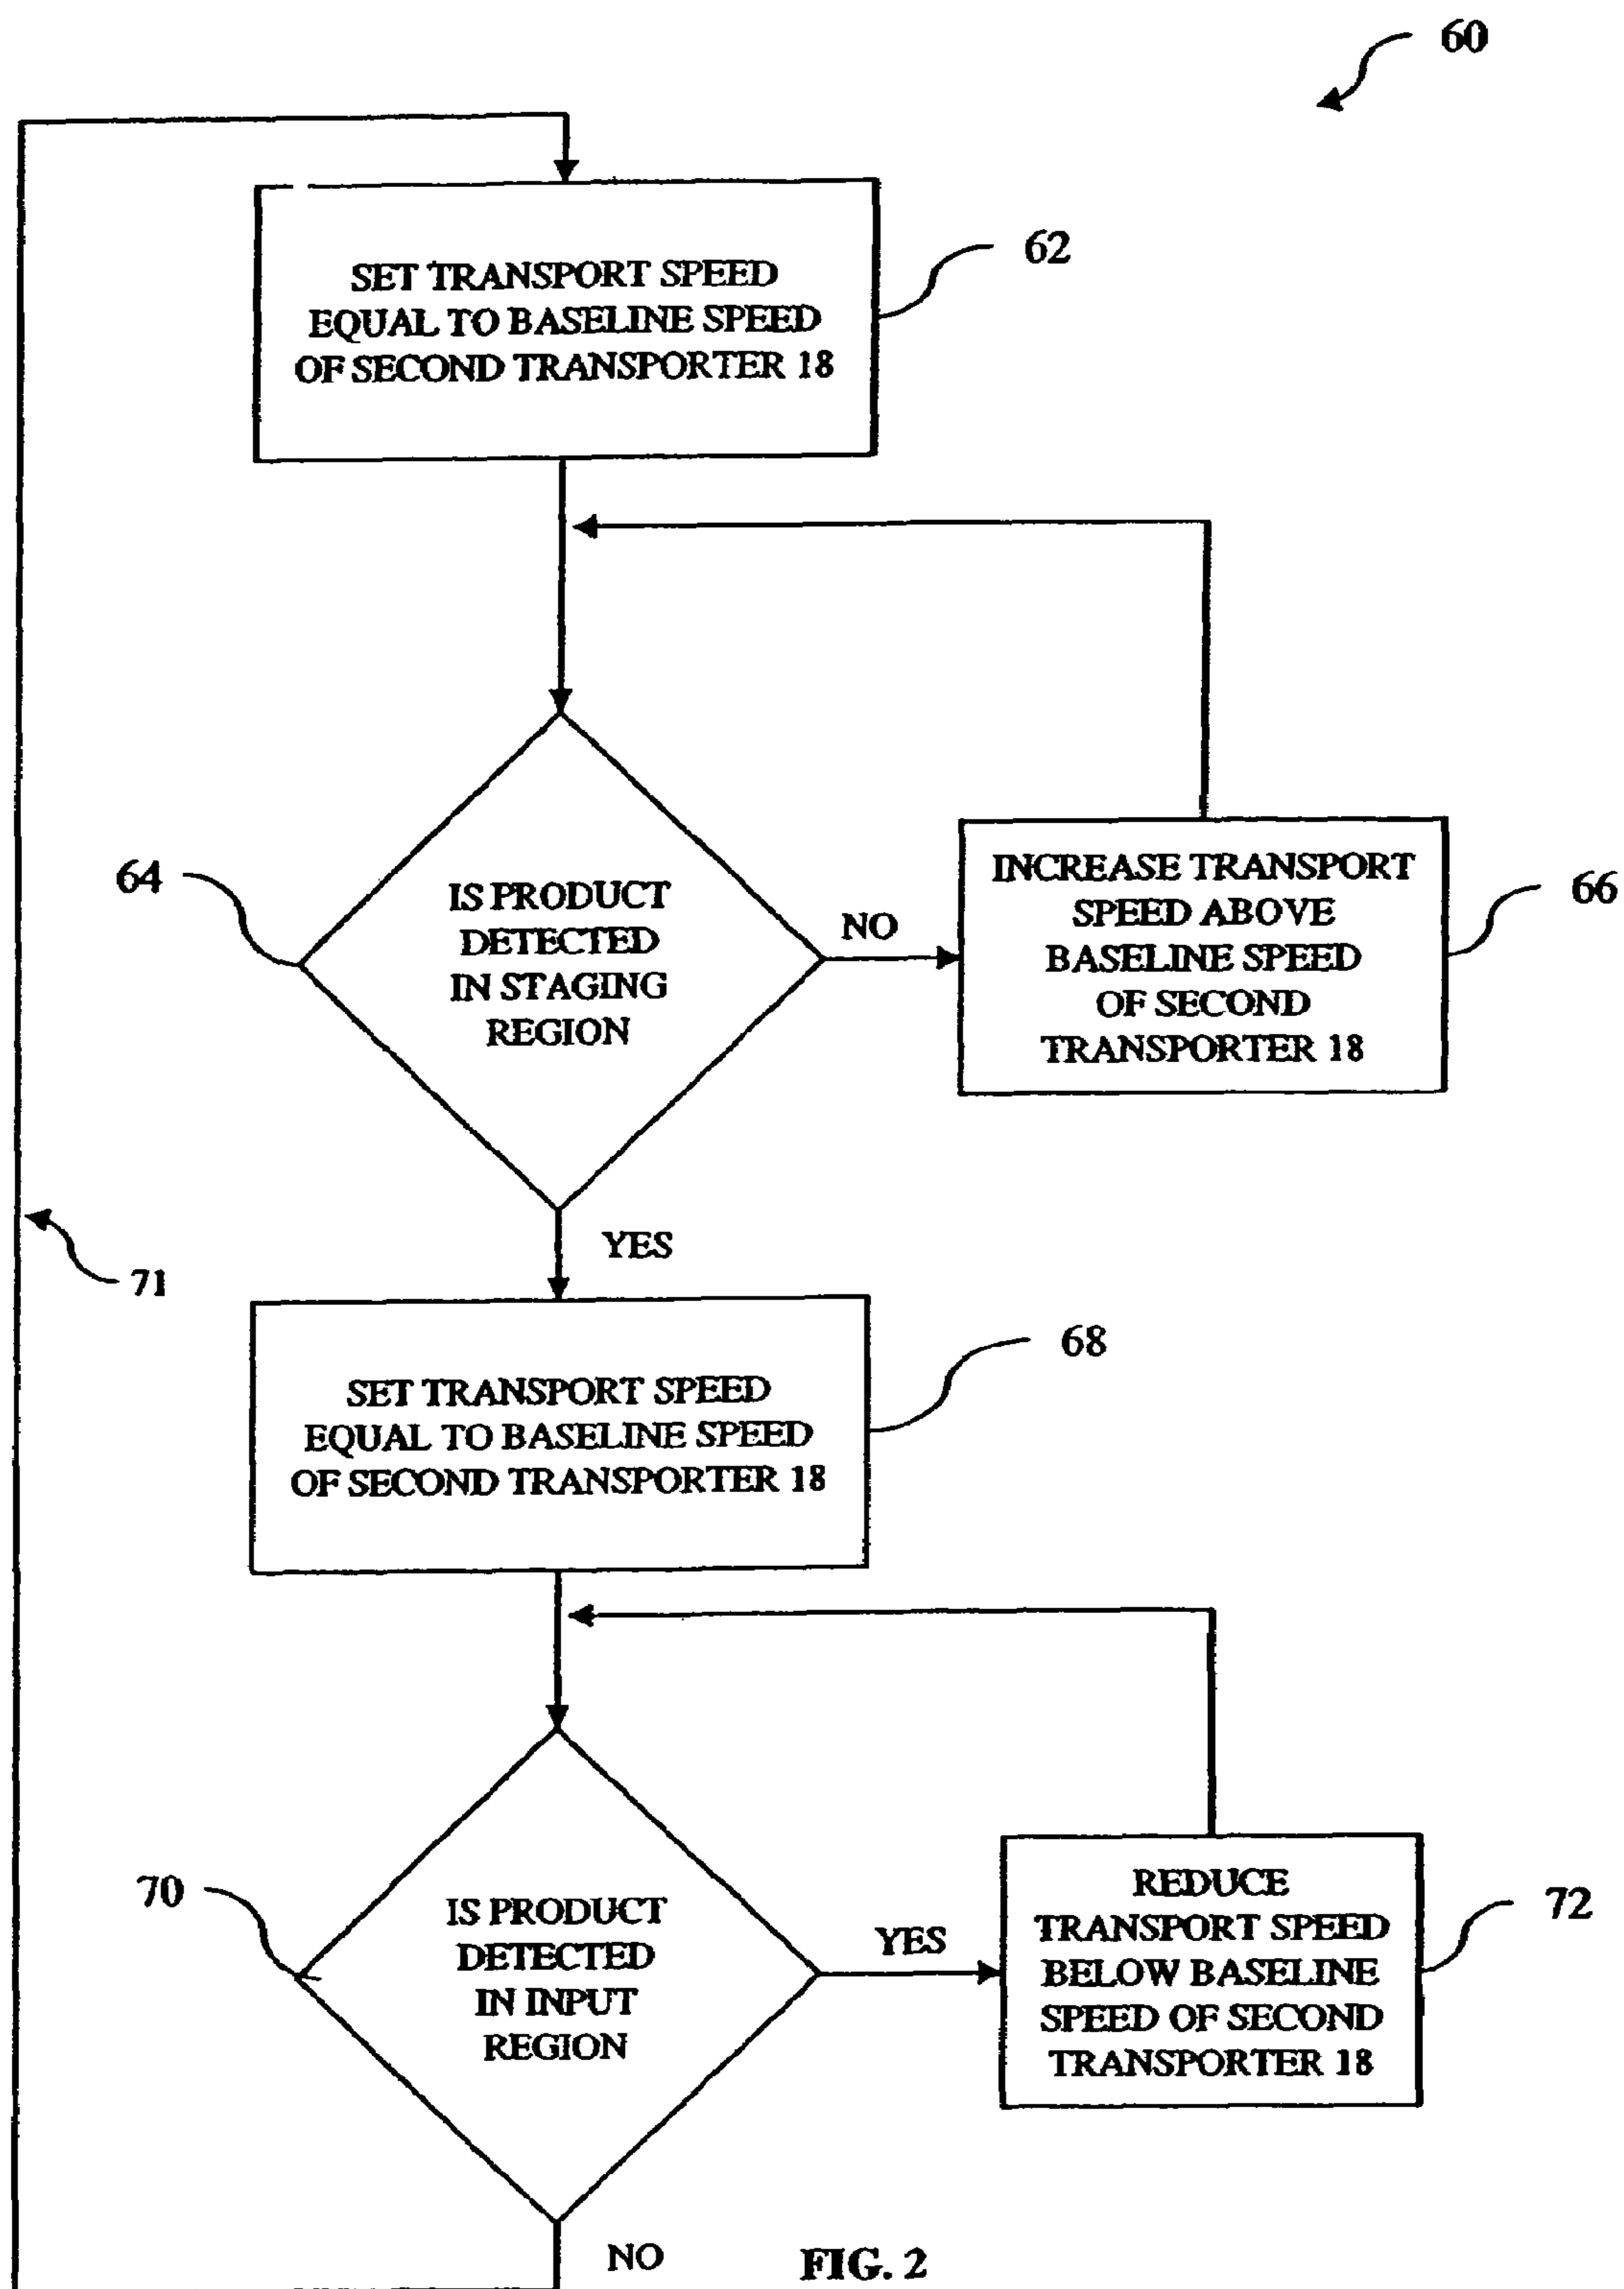 60
SET TRANSPORT SPEED
EQUAL TO BASELINE SPEED
OF SECOND TRANSPORTER 18
62
64
IS PRODUCT
DETECTED
IN STAGING
REGION
NO
INCREASE TRANSPORT
SPEED ABOVE
BASELINE SPEED
OF SECOND
TRANSPORTER 18
66
YES
71
SET TRANSPORT SPEED
EQUAL TO BASELINE SPEED
OF SECOND TRANSPORTER 18
68
70
IS PRODUCT
DETECTED
IN INPUT
REGION
YES
REDUCE
TRANSPORT SPEED
BELOW BASELINE
SPEED OF SECOND
TRANSPORTER 18
72
NO
FIG. 2